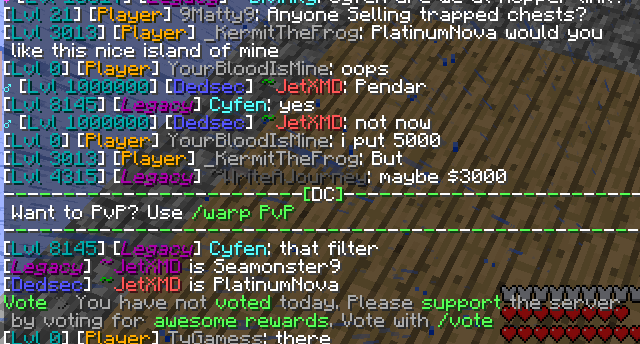 [Lvl 21] [Player] 9Matty9: Anyone Selling trapped chests?
[Lvl 3013] [Player] _KermitTheFrog: PlatinumNova would you
like this nice island of mine
[Lvl 0] [Player] YourBloodIsMine: oops
♂ [Lvl 1000000] [Dedsec] ~JetXMD: Pendar
[Lvl 8145] [Legacy] Cyfen: yes
♂ [Lvl 1000000] [Dedsec] ~JetXMD: not now
[Lvl 0] [Player] YourBloodIsMine: i put 5000
[Lvl 3013] [Player] _KermitTheFrog: But
[Lvl 4315] [Legacy] ~WriteAJourney: maybe $3000
[DC]
Want to PvP? Use /warp PvP
[Lvl 8145] [Legacy] Cyfen: that filter
[Legacy] ~JetXMD is Seamonster9
[Dedsec] ~JetXMD is PlatinumNova
Vote .. You have not voted today, Please support the server
by voting for awesome rewards. Vote with /vote
[Lvl 0] [Player] TyGamess: there